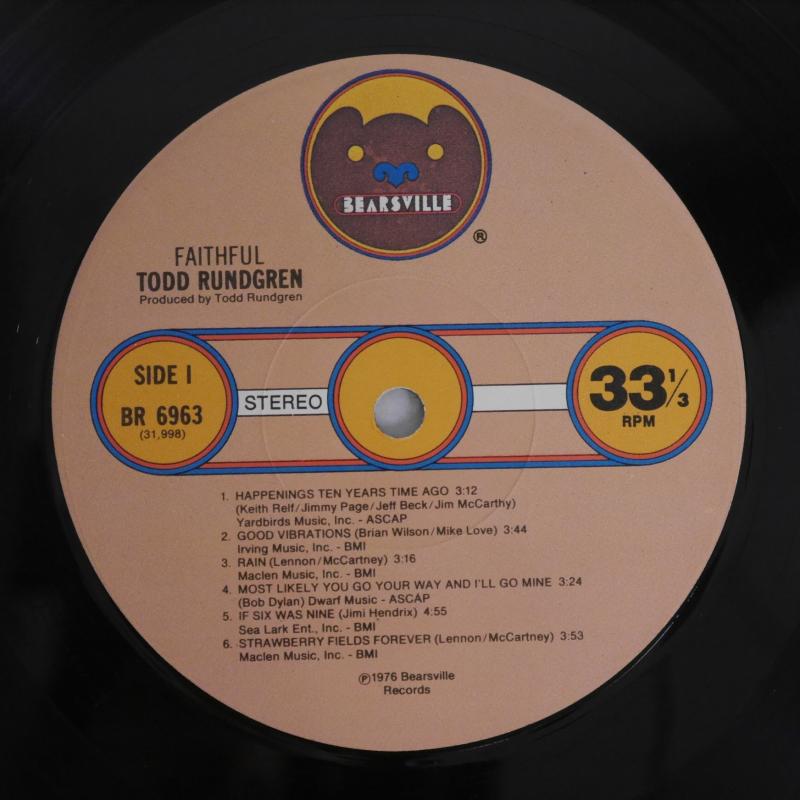 BEARSVILLE
®
FAITHFUL
TODD RUNDGREN
Produced by Todd Rundgren
SIDE I
BR 6963
(31,998)
STEREO
33 1/3
RPM
1. HAPPENINGS TEN YEARS TIME AGO 3:12
(Keith Relf/Jimmy Page/Jeff Beck/Jim McCarthy)
Yardbirds Music, Inc. - ASCAP
2. GOOD VIBRATIONS (Brian Wilson/Mike Love) 3:44
Irving Music, Inc. - BMI
3. RAIN (Lennon/McCartney) 3:16
Maclen Music, Inc. - BMI
4. MOST LIKELY YOU GO YOUR WAY AND I'LL GO MINE 3:24
(Bob Dylan) Dwarf Music - ASCAP
5. IF SIX WAS NINE (Jimi Hendrix) 4:55
Sea Lark Ent., Inc. - BMI
6. STRAWBERRY FIELDS FOREVER (Lennon/McCartney) 3:53
Maclen Music, Inc. - BMI
℗1976 Bearsville
Records